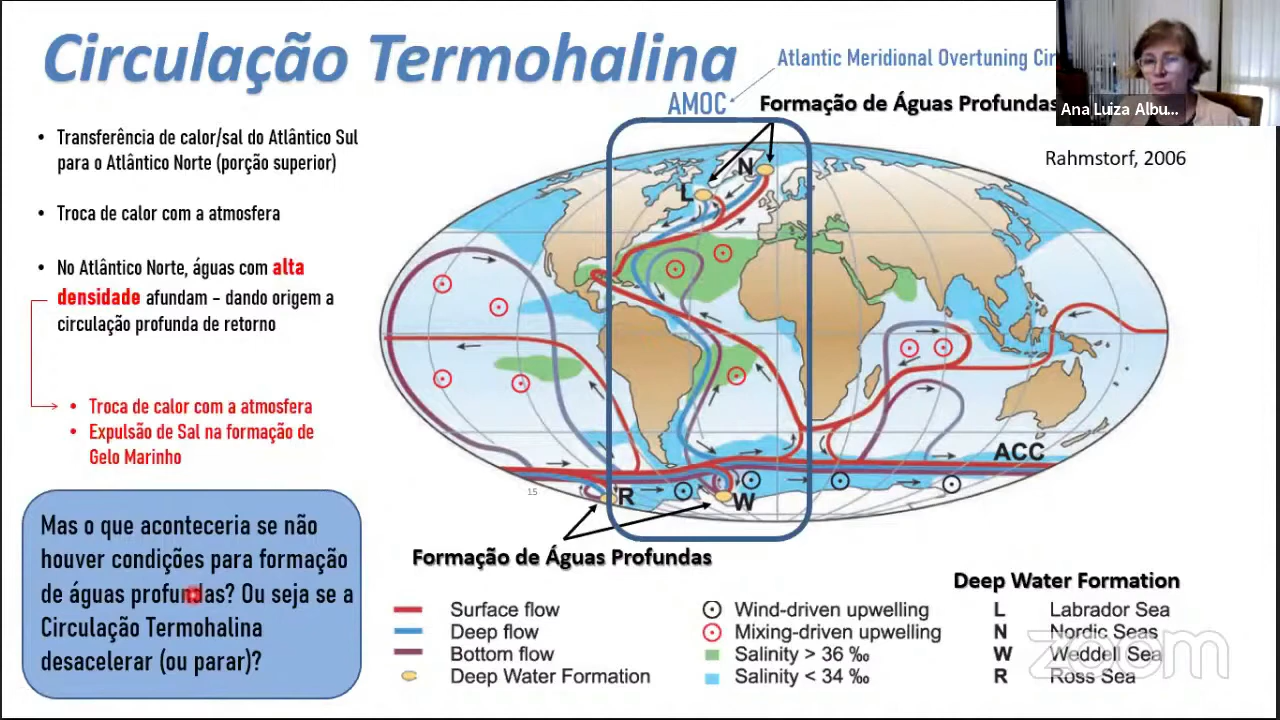 Circulação Termohalina
Atlantic Meridional Overtuning Cir
AMOC
Formação de Águas Profundas
Ana Luiza Albu...
Rahmstorf, 2006
• Transferência de calor/sal do Atlântico Sul
para o Atlântico Norte (porção superior)
• Troca de calor com a atmosfera
• No Atlântico Norte, águas com alta
densidade afundam – dando origem a
circulação profunda de retorno
• Troca de calor com a atmosfera
• Expulsão de Sal na formação de
Gelo Marinho
Mas o que aconteceria se não
houver condições para formação
de águas profundas? Ou seja se a
Circulação Termohalina
desacelerar (ou parar)?
N
L
ACC
15
R
W
Formação de Águas Profundas
Surface flow
Deep flow
Bottom flow
Deep Water Formation
Wind-driven upwelling
Mixing-driven upwelling
Salinity > 36 ‰
Salinity < 34 ‰
Deep Water Formation
L Labrador Sea
N Nordic Seas
W Weddell Sea
R Ross Sea
zoom